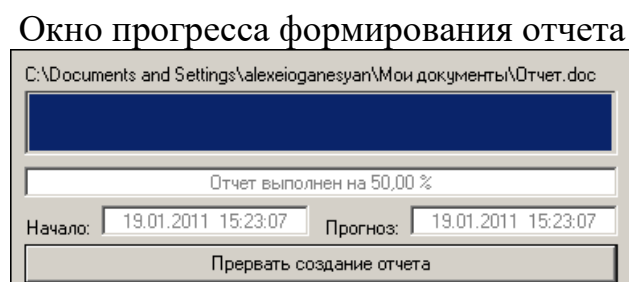 Окно прогресса формирования отчета
C:\Documents and Settings\alexeioganesyan\Мои документы\Отчет.doc
Отчет выполнен на 50,00 %
Начало: 19.01.2011 15:23:07 Прогноз: 19.01.2011 15:23:07
Прервать создание отчета